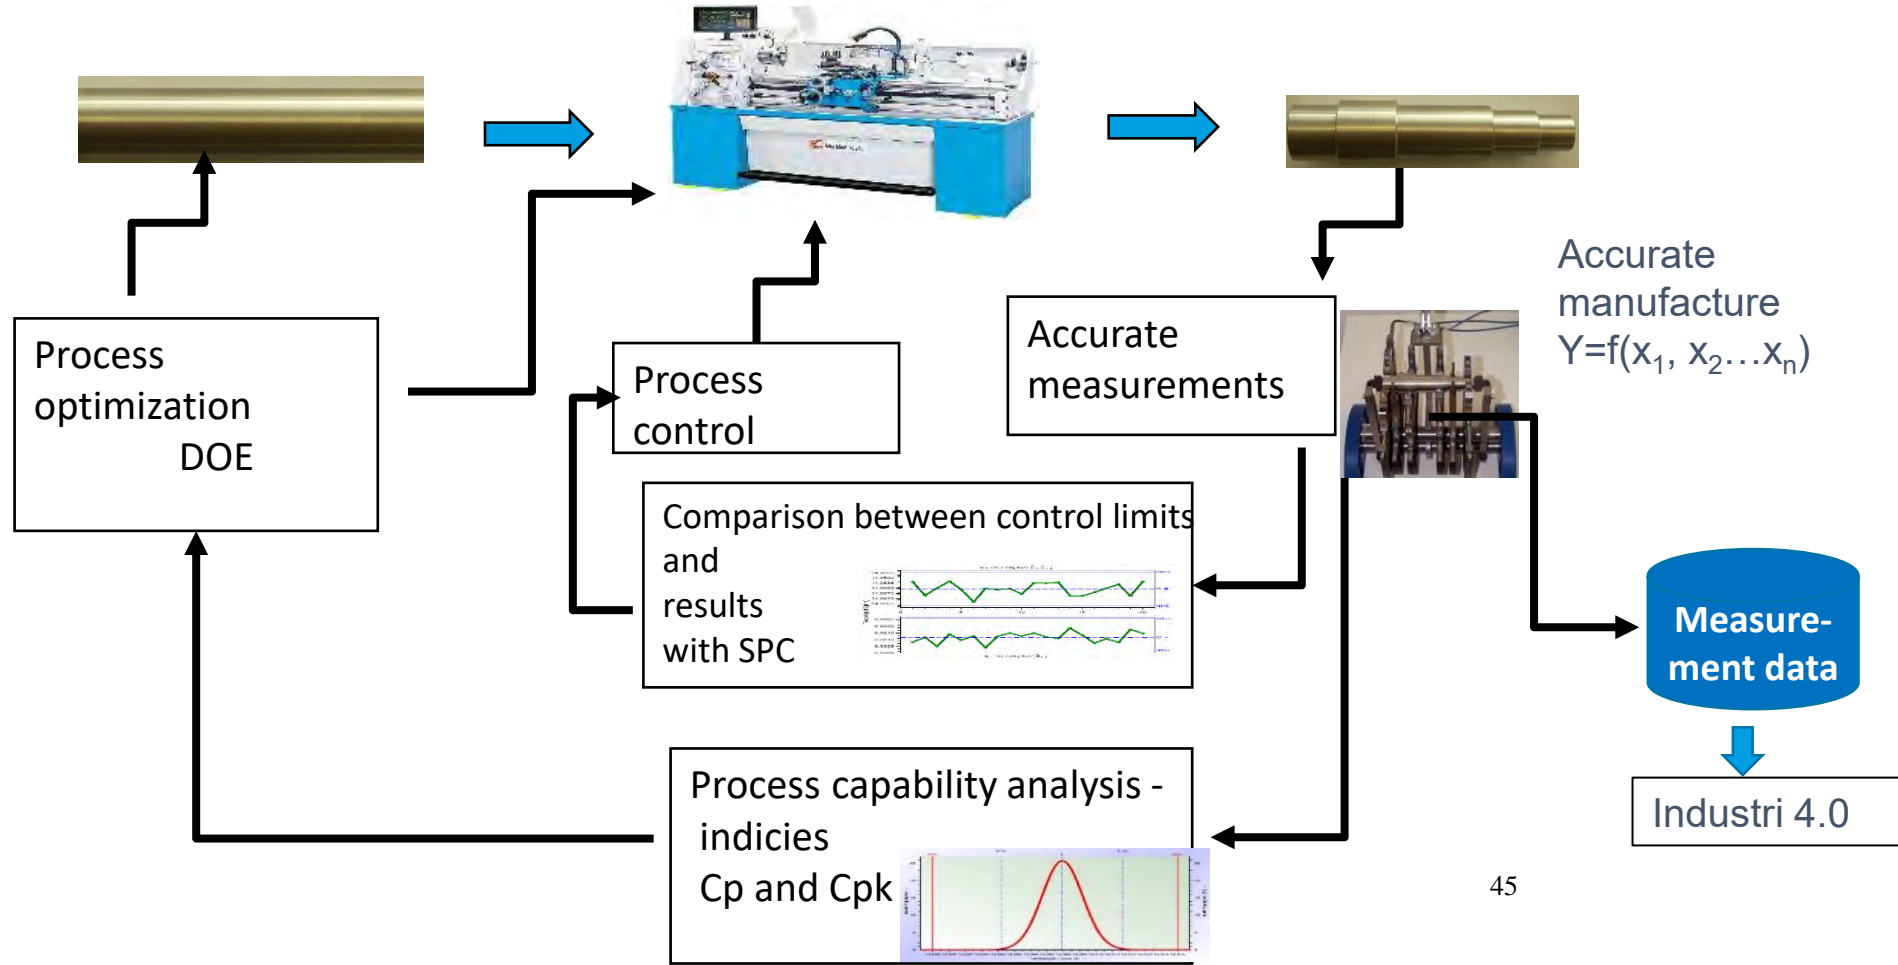 Process
optimization
DOE
Process
control
Accurate
measurements
Accurate
manufacture
Y=f(x₁, x₂…xₙ)
Comparison between control limits
and
results
with SPC
Measure-
ment data
Industri 4.0
Process capability analysis -
indicies
Cp and Cpk
45